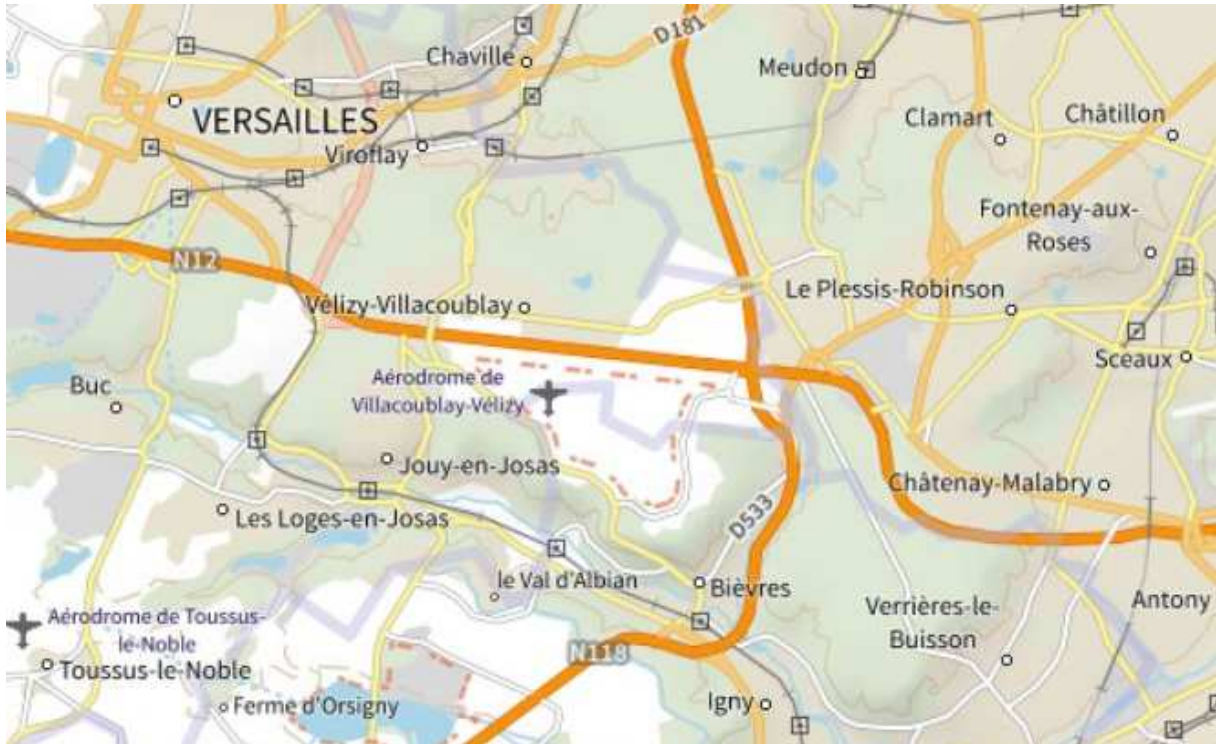 D181
Chaville
Meudon
VERSAILLES
Clamart
Châtillon
Viroflay
Fontenay-aux-
Roses
N12
Vélizy-Villacoublay
Le Plessis-Robinson
Sceaux
Aérodrome de
Villacoublay-Vélizy
Buc
Jouy-en-Josas
Châtenay-Malabry
Les Loges-en-Josas
D533
le Val d'Albian
Bièvres
Verrières-le-
Buisson
Antony
Aérodrome de Toussus-
le-Noble
Toussus-le-Noble
N118
Ferme d'Orsigny
Igny